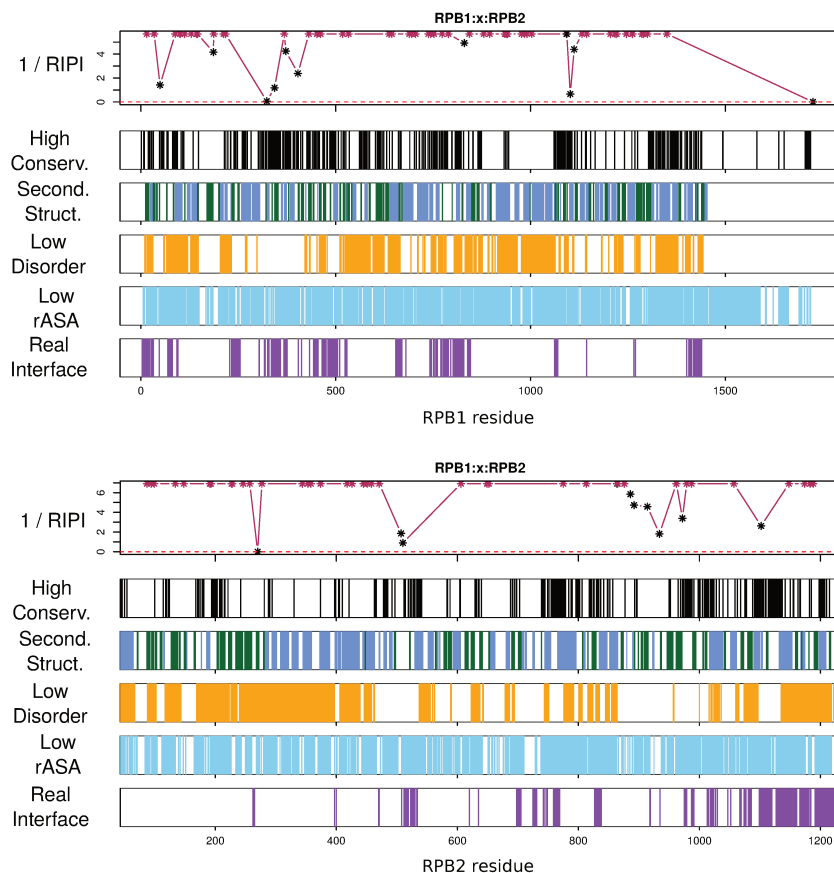 RPB1:x:RPB2
1 / RIPI
0 2 4
High
Conserv.
Second.
Struct.
Low
Disorder
Low
rASA
Real
Interface
0 500 1000 1500
RPB1 residue
RPB1:x:RPB2
1 / RIPI
0 2 4 6
High
Conserv.
Second.
Struct.
Low
Disorder
Low
rASA
Real
Interface
200 400 600 800 1000 1200
RPB2 residue